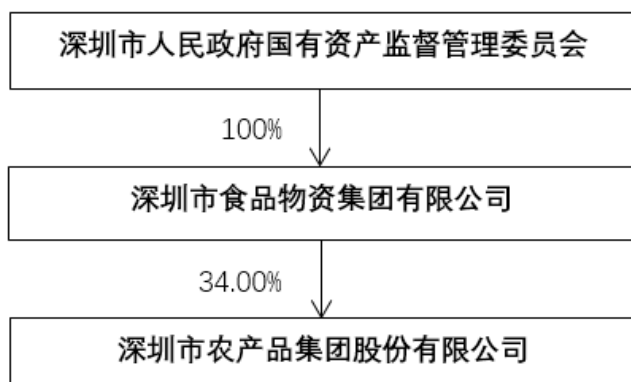 深圳市人民政府国有资产监督管理委员会
100%
深圳市食品物资集团有限公司
34.00%
深圳市农产品集团股份有限公司